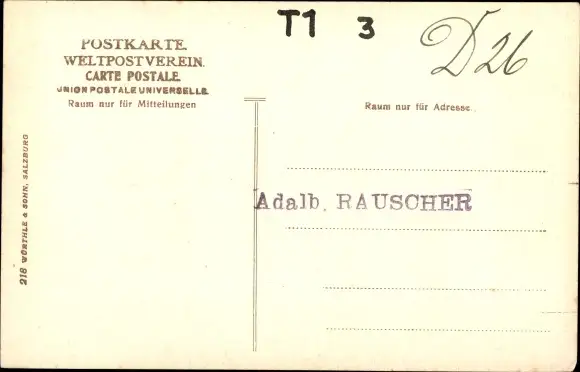 T1 3
D 26
POSTKARTE.
WELTPOSTVEREIN.
CARTE POSTALE.
UNION POSTALE UNIVERSELLE.
Raum nur für Mitteilungen
Raum nur für Adresse.
Adalb. RAUSCHER
218 WÜRTHLE & SOHN, SALZBURG